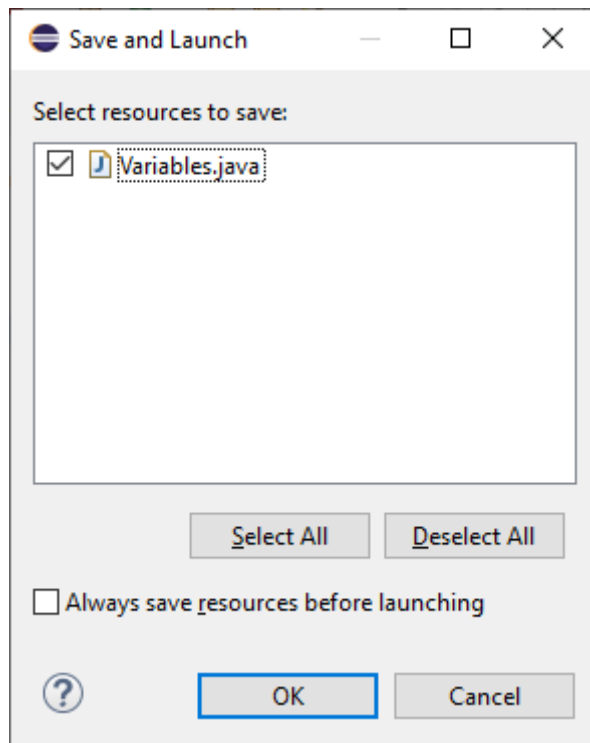 Save and Launch
Select resources to save:
Variables.java
Select All Deselect All
Always save resources before launching
? OK Cancel